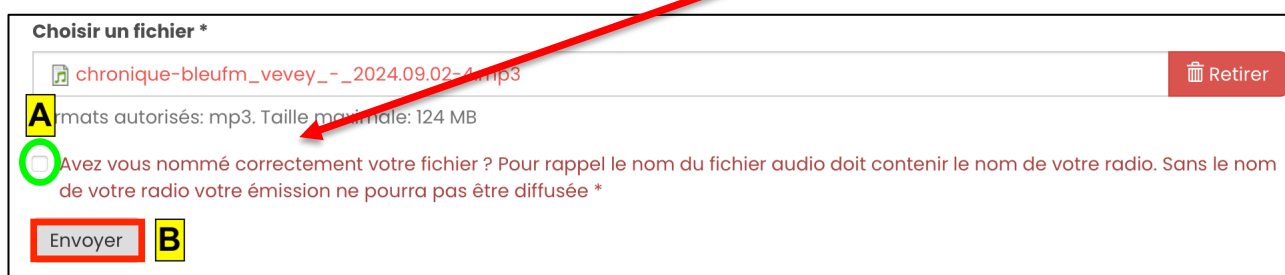 Choisir un fichier *
chronique-bleufm_vevey_-_2024.09.02-4.mp3
Retirer
A
rmats autorisés: mp3. Taille maximale: 124 MB
Avez vous nommé correctement votre fichier ? Pour rappel le nom du fichier audio doit contenir le nom de votre radio. Sans le nom
de votre radio votre émission ne pourra pas être diffusée *
Envoyer
B